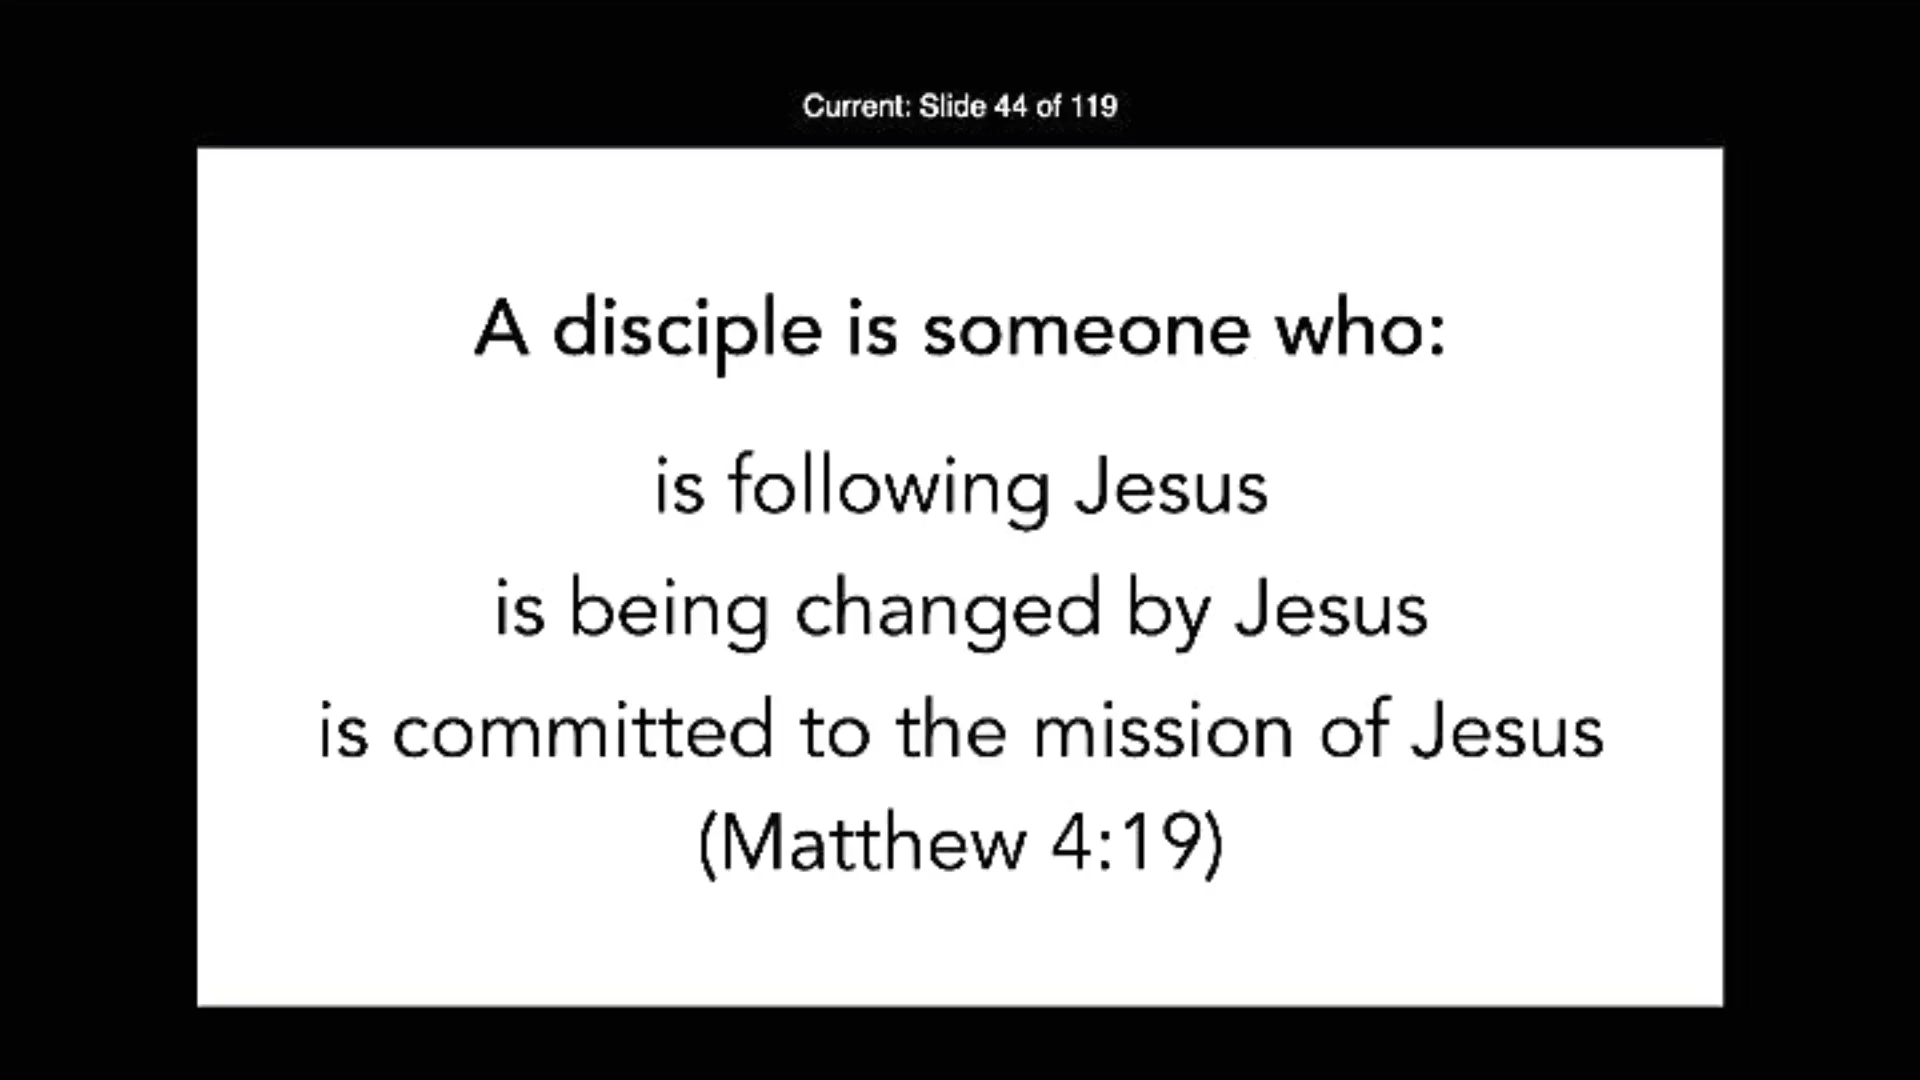 Current: Slide 44 of 119
A disciple is someone who:
is following Jesus
is being changed by Jesus
is committed to the mission of Jesus
(Matthew 4:19)